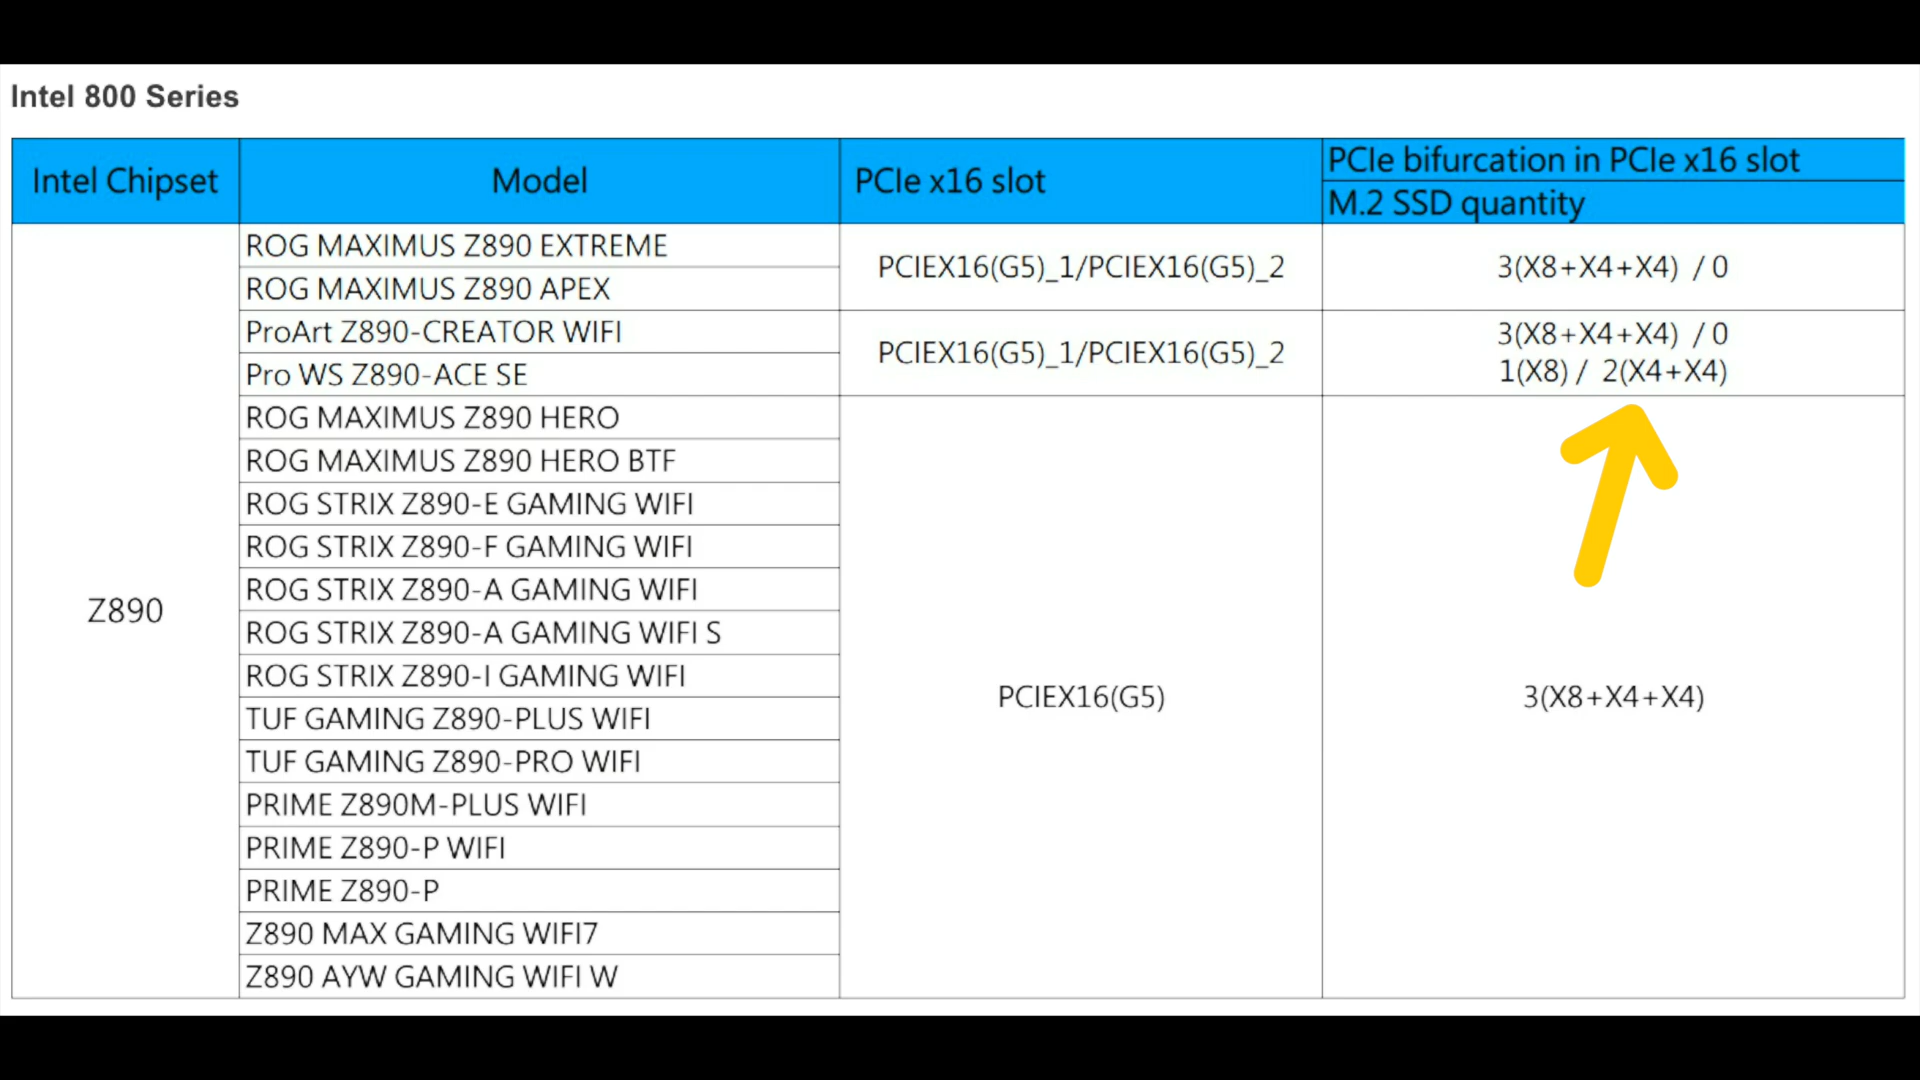 Intel 800 Series
Intel Chipset
Model
PCIe x16 slot
PCIe bifurcation in PCIe x16 slot
M.2 SSD quantity
Z890
ROG MAXIMUS Z890 EXTREME
ROG MAXIMUS Z890 APEX
PCIEX16(G5)_1/PCIEX16(G5)_2
3(X8+X4+X4) / 0
ProArt Z890-CREATOR WIFI
Pro WS Z890-ACE SE
PCIEX16(G5)_1/PCIEX16(G5)_2
3(X8+X4+X4) / 0
1(X8) / 2(X4+X4)
ROG MAXIMUS Z890 HERO
ROG MAXIMUS Z890 HERO BTF
ROG STRIX Z890-E GAMING WIFI
ROG STRIX Z890-F GAMING WIFI
ROG STRIX Z890-A GAMING WIFI
ROG STRIX Z890-A GAMING WIFI S
ROG STRIX Z890-I GAMING WIFI
TUF GAMING Z890-PLUS WIFI
TUF GAMING Z890-PRO WIFI
PRIME Z890M-PLUS WIFI
PRIME Z890-P WIFI
PRIME Z890-P
Z890 MAX GAMING WIFI7
Z890 AYW GAMING WIFI W
PCIEX16(G5)
3(X8+X4+X4)